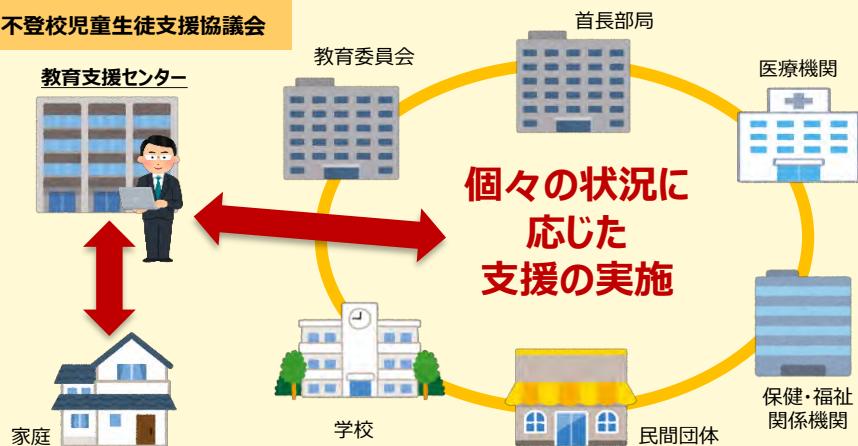 不登校児童生徒支援協議会
教育支援センター
教育委員会
首長部局
医療機関
個々の状況に
応じた
支援の実施
保健・福祉
関係機関
家庭
学校
民間団体